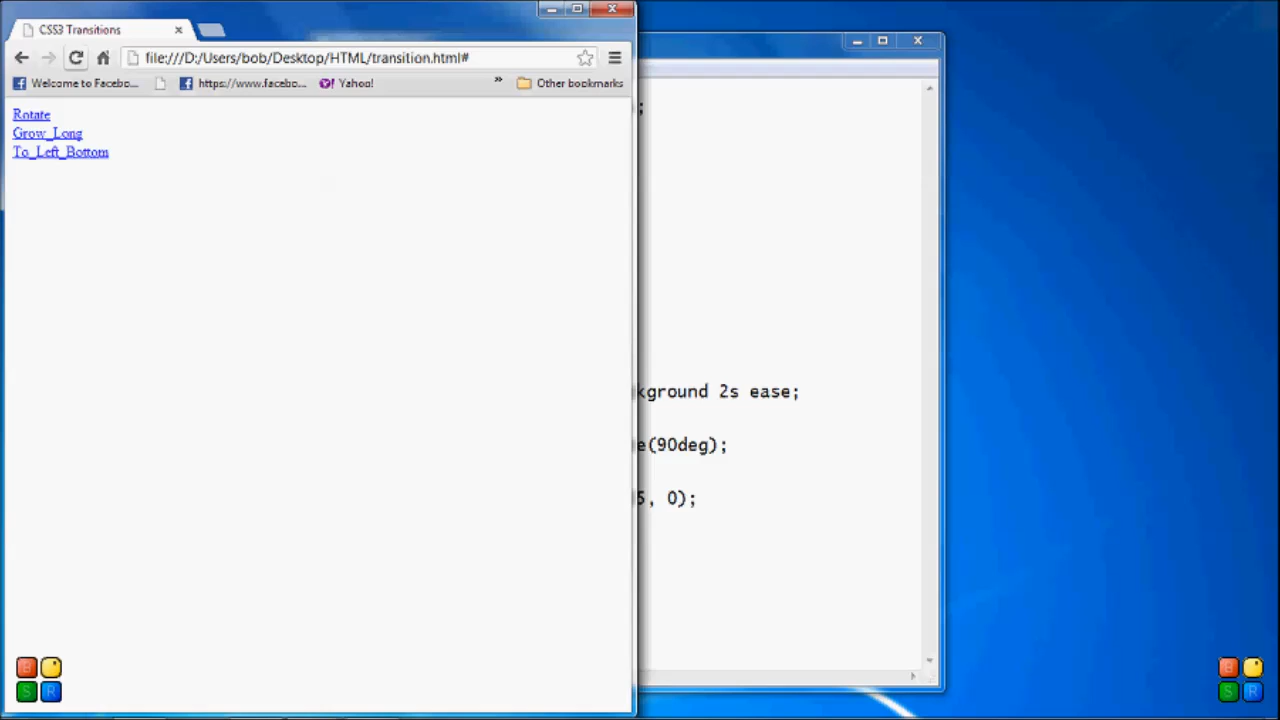 CSS3 Transitions
file:///D:/Users/bob/Desktop/HTML/transition.html#
Welcome to Facebo... https://www.facebo... Yahoo! » Other bookmarks
Rotate
Grow_Long
To_Left_Bottom
;
kground 2s ease;
e(90deg);
5, 0);
B
S R
B
S R